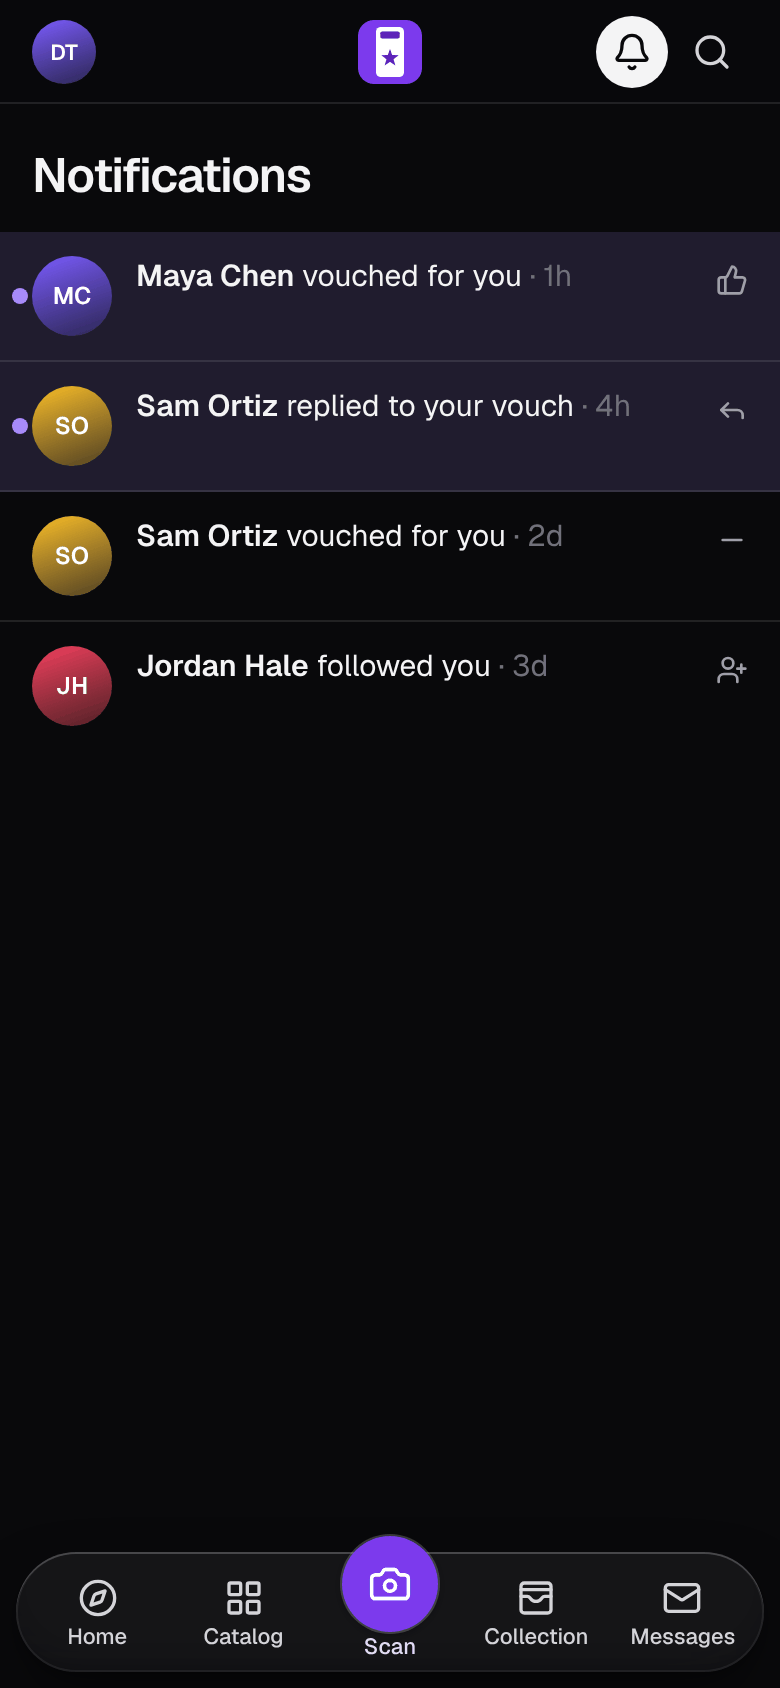 DT
Notifications
MC
Maya Chen vouched for you · 1h
SO
Sam Ortiz replied to your vouch · 4h
SO
Sam Ortiz vouched for you · 2d
JH
Jordan Hale followed you · 3d
Home
Catalog
Scan
Collection
Messages